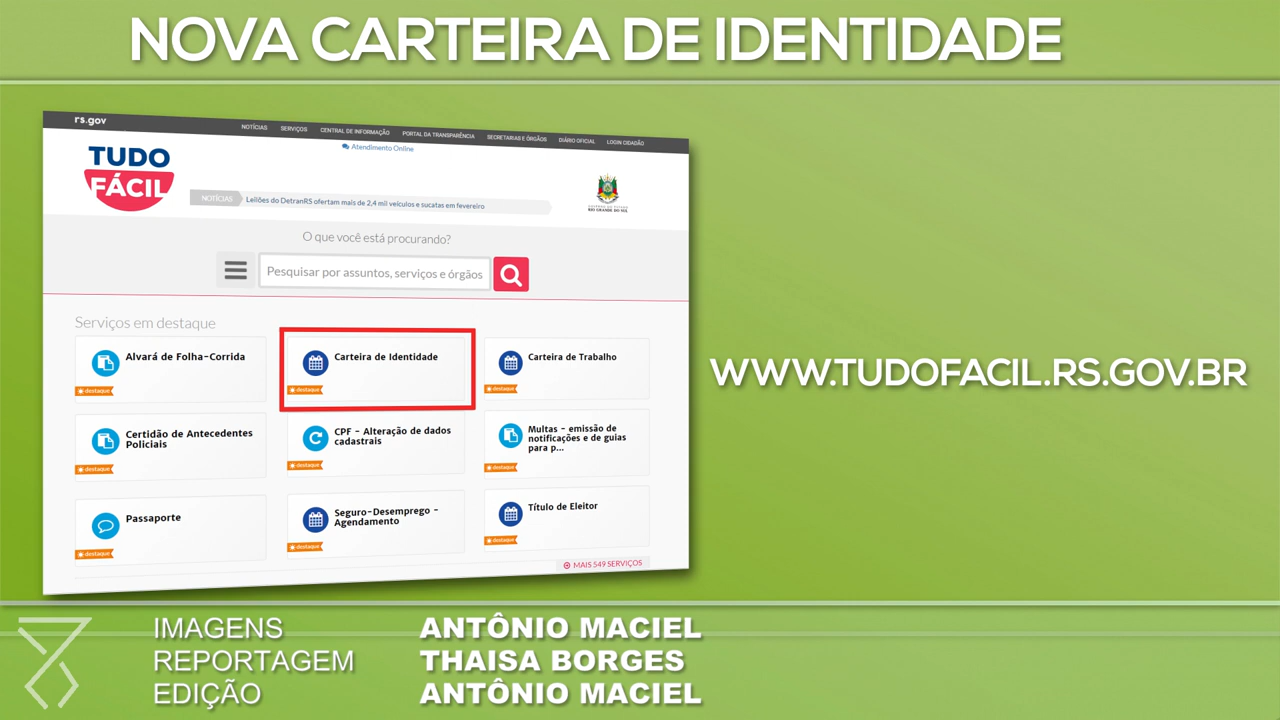 NOVA CARTEIRA DE IDENTIDADE
rs.gov
NOTÍCIAS SERVIÇOS CENTRAL DE INFORMAÇÃO PORTAL DA TRANSPARÊNCIA SECRETARIAS E ÓRGÃOS DIÁRIO OFICIAL LOGIN CIDADÃO
Atendimento Online
TUDO
FÁCIL
NOTÍCIAS Leilões do DetranRS ofertam mais de 2,4 mil veículos e sucatas em fevereiro
RIO GRANDE DO SUL
O que você está procurando?
Pesquisar por assuntos, serviços e órgãos
Serviços em destaque
Alvará de Folha-Corrida
destaque
Carteira de Identidade
destaque
Carteira de Trabalho
destaque
Certidão de Antecedentes
Policiais
destaque
CPF - Alteração de dados
cadastrais
destaque
Multas - emissão de
notificações e de guias
para p...
destaque
Passaporte
destaque
Seguro-Desemprego -
Agendamento
destaque
Título de Eleitor
destaque
MAIS 549 SERVIÇOS
WWW.TUDOFACIL.RS.GOV.BR
IMAGENS ANTÔNIO MACIEL
REPORTAGEM THAISA BORGES
EDIÇÃO ANTÔNIO MACIEL